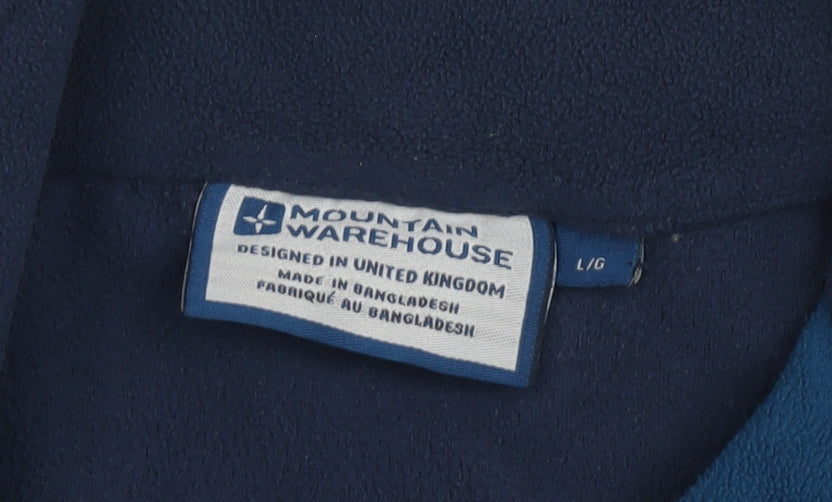 MOUNTAIN
WAREHOUSE
DESIGNED IN UNITED KINGDOM
MADE IN BANGLADESH
FABRIQUÉ AU BANGLADESH
L/G